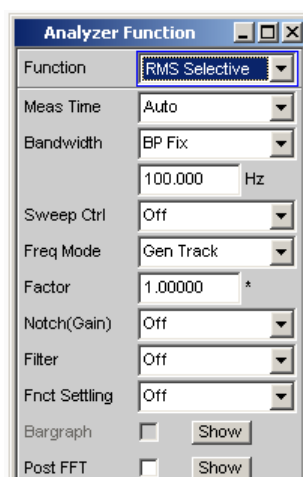 Analyzer Function
Function RMS Selective
Meas Time Auto
Bandwidth BP Fix
100.000 Hz
Sweep Ctrl Off
Freq Mode Gen Track
Factor 1.00000 *
Notch(Gain) Off
Filter Off
Fnct Settling Off
Bargraph Show
Post FFT Show